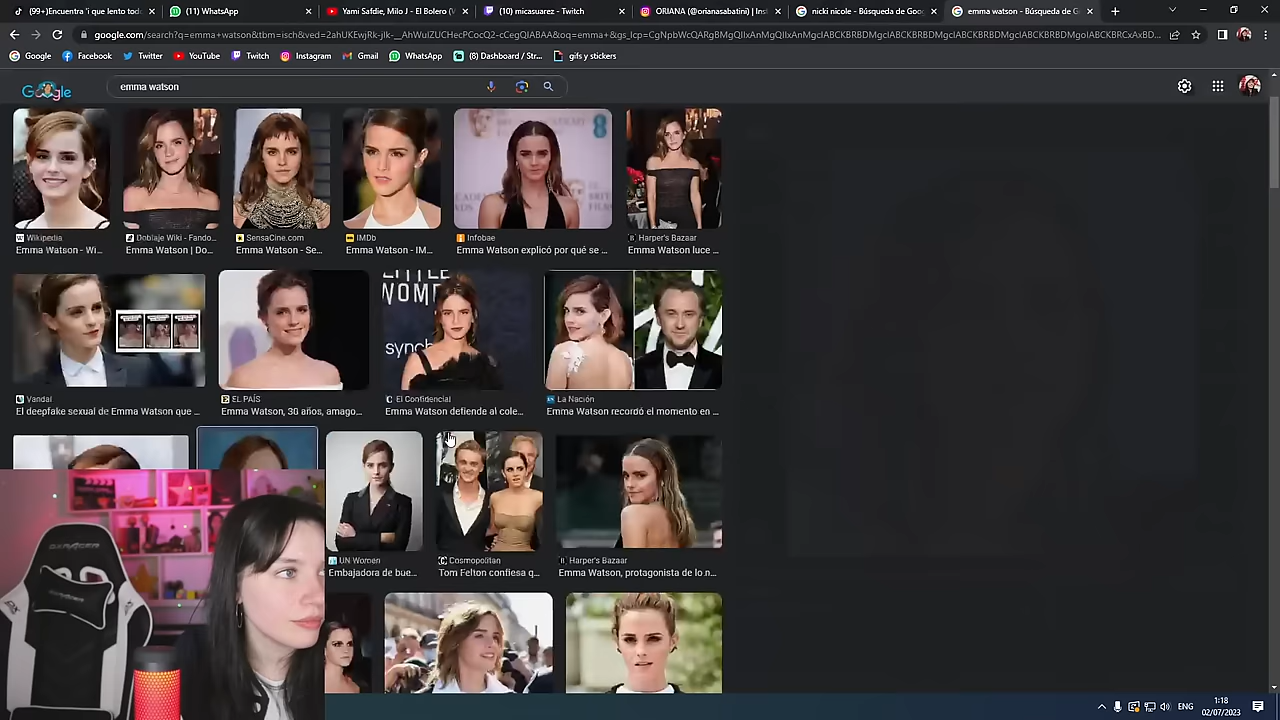 (99+)Encuentra 'i que lento tod
(11) WhatsApp
Yami Safdie, Milo J - El Bolero (V
(10) micasuarez - Twitch
ORIANA (@orianasabatini) | Inst
nicki nicole - Búsqueda de Goo
emma watson - Búsqueda de G
Google
Facebook
Twitter
YouTube
Twitch
Instagram
Gmail
WhatsApp
(8) Dashboard / Str...
gifs y stickers
Google
emma watson
Wikipedia
Emma Watson - Wi...
Doblaje Wiki - Fando...
Emma Watson | Do...
SensaCine.com
Emma Watson - Se...
IMDb
Emma Watson - IM...
Infobae
Emma Watson explicó por qué se ...
Harper's Bazaar
Emma Watson luce ...
LITTLE
WOME
synch
Vandal
El deepfake sexual de Emma Watson que ...
EL PAÍS
Emma Watson, 30 años, amago...
El Confidencial
Emma Watson defiende al cole...
La Nación
Emma Watson recordó el momento en ...
UN Women
Embajadora de bue...
Cosmopolitan
Tom Felton confiesa q...
Harper's Bazaar
Emma Watson, protagonista de lo n...
ENG
1:18
02/07/2023